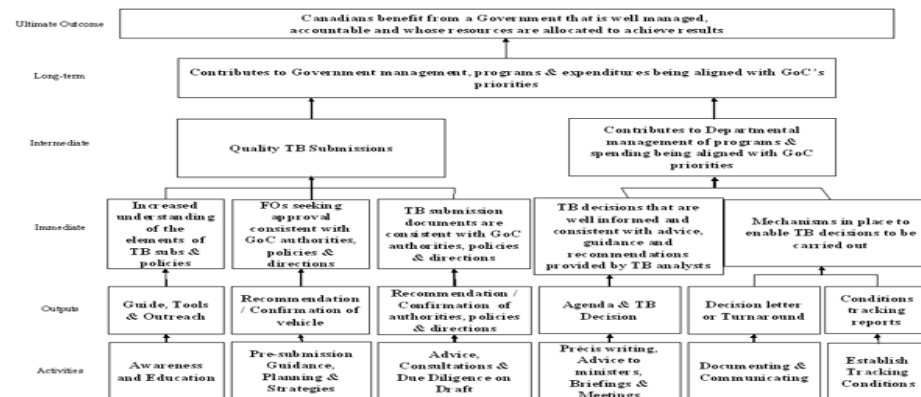 Ultimate Outcome
Canadians benefit from a Government that is well managed,
accountable and whose resources are allocated to achieve results
Long-term
Contributes to Government management, programs & expenditures being aligned with GoC's
priorities
Intermediate
Quality TB Submissions
Contributes to Departmental
management of programs &
spending being aligned with GoC
priorities
Immediate
Increased
understanding
of the
elements of
TB subs &
policies
FOs seeking
approval
consistent with
GoC authorities,
policies &
directions
TB submission
documents are
consistent with GoC
authorities, policies
& directions
TB decisions that are
well informed and
consistent with advice,
guidance and
recommendations
provided by TB analysts
Mechanisms in place to
enable TB decisions to be
carried out
Outputs
Guide, Tools
& Outreach
Recommendation
/ Confirmation of
vehicle
Recommendation /
Confirmation of
authorities, policies
& directions
Agenda & TB
Decision
Decision letter
or Turnaround
Conditions
tracking
reports
Activities
Awareness
and Education
Pre-submission
Guidance,
Planning &
Strategies
Advice,
Consultations &
Due Diligence on
Draft
Précis writing,
Advice to
ministers,
Briefings &
Meetings
Documenting &
Communicating
Establish
Tracking
Conditions